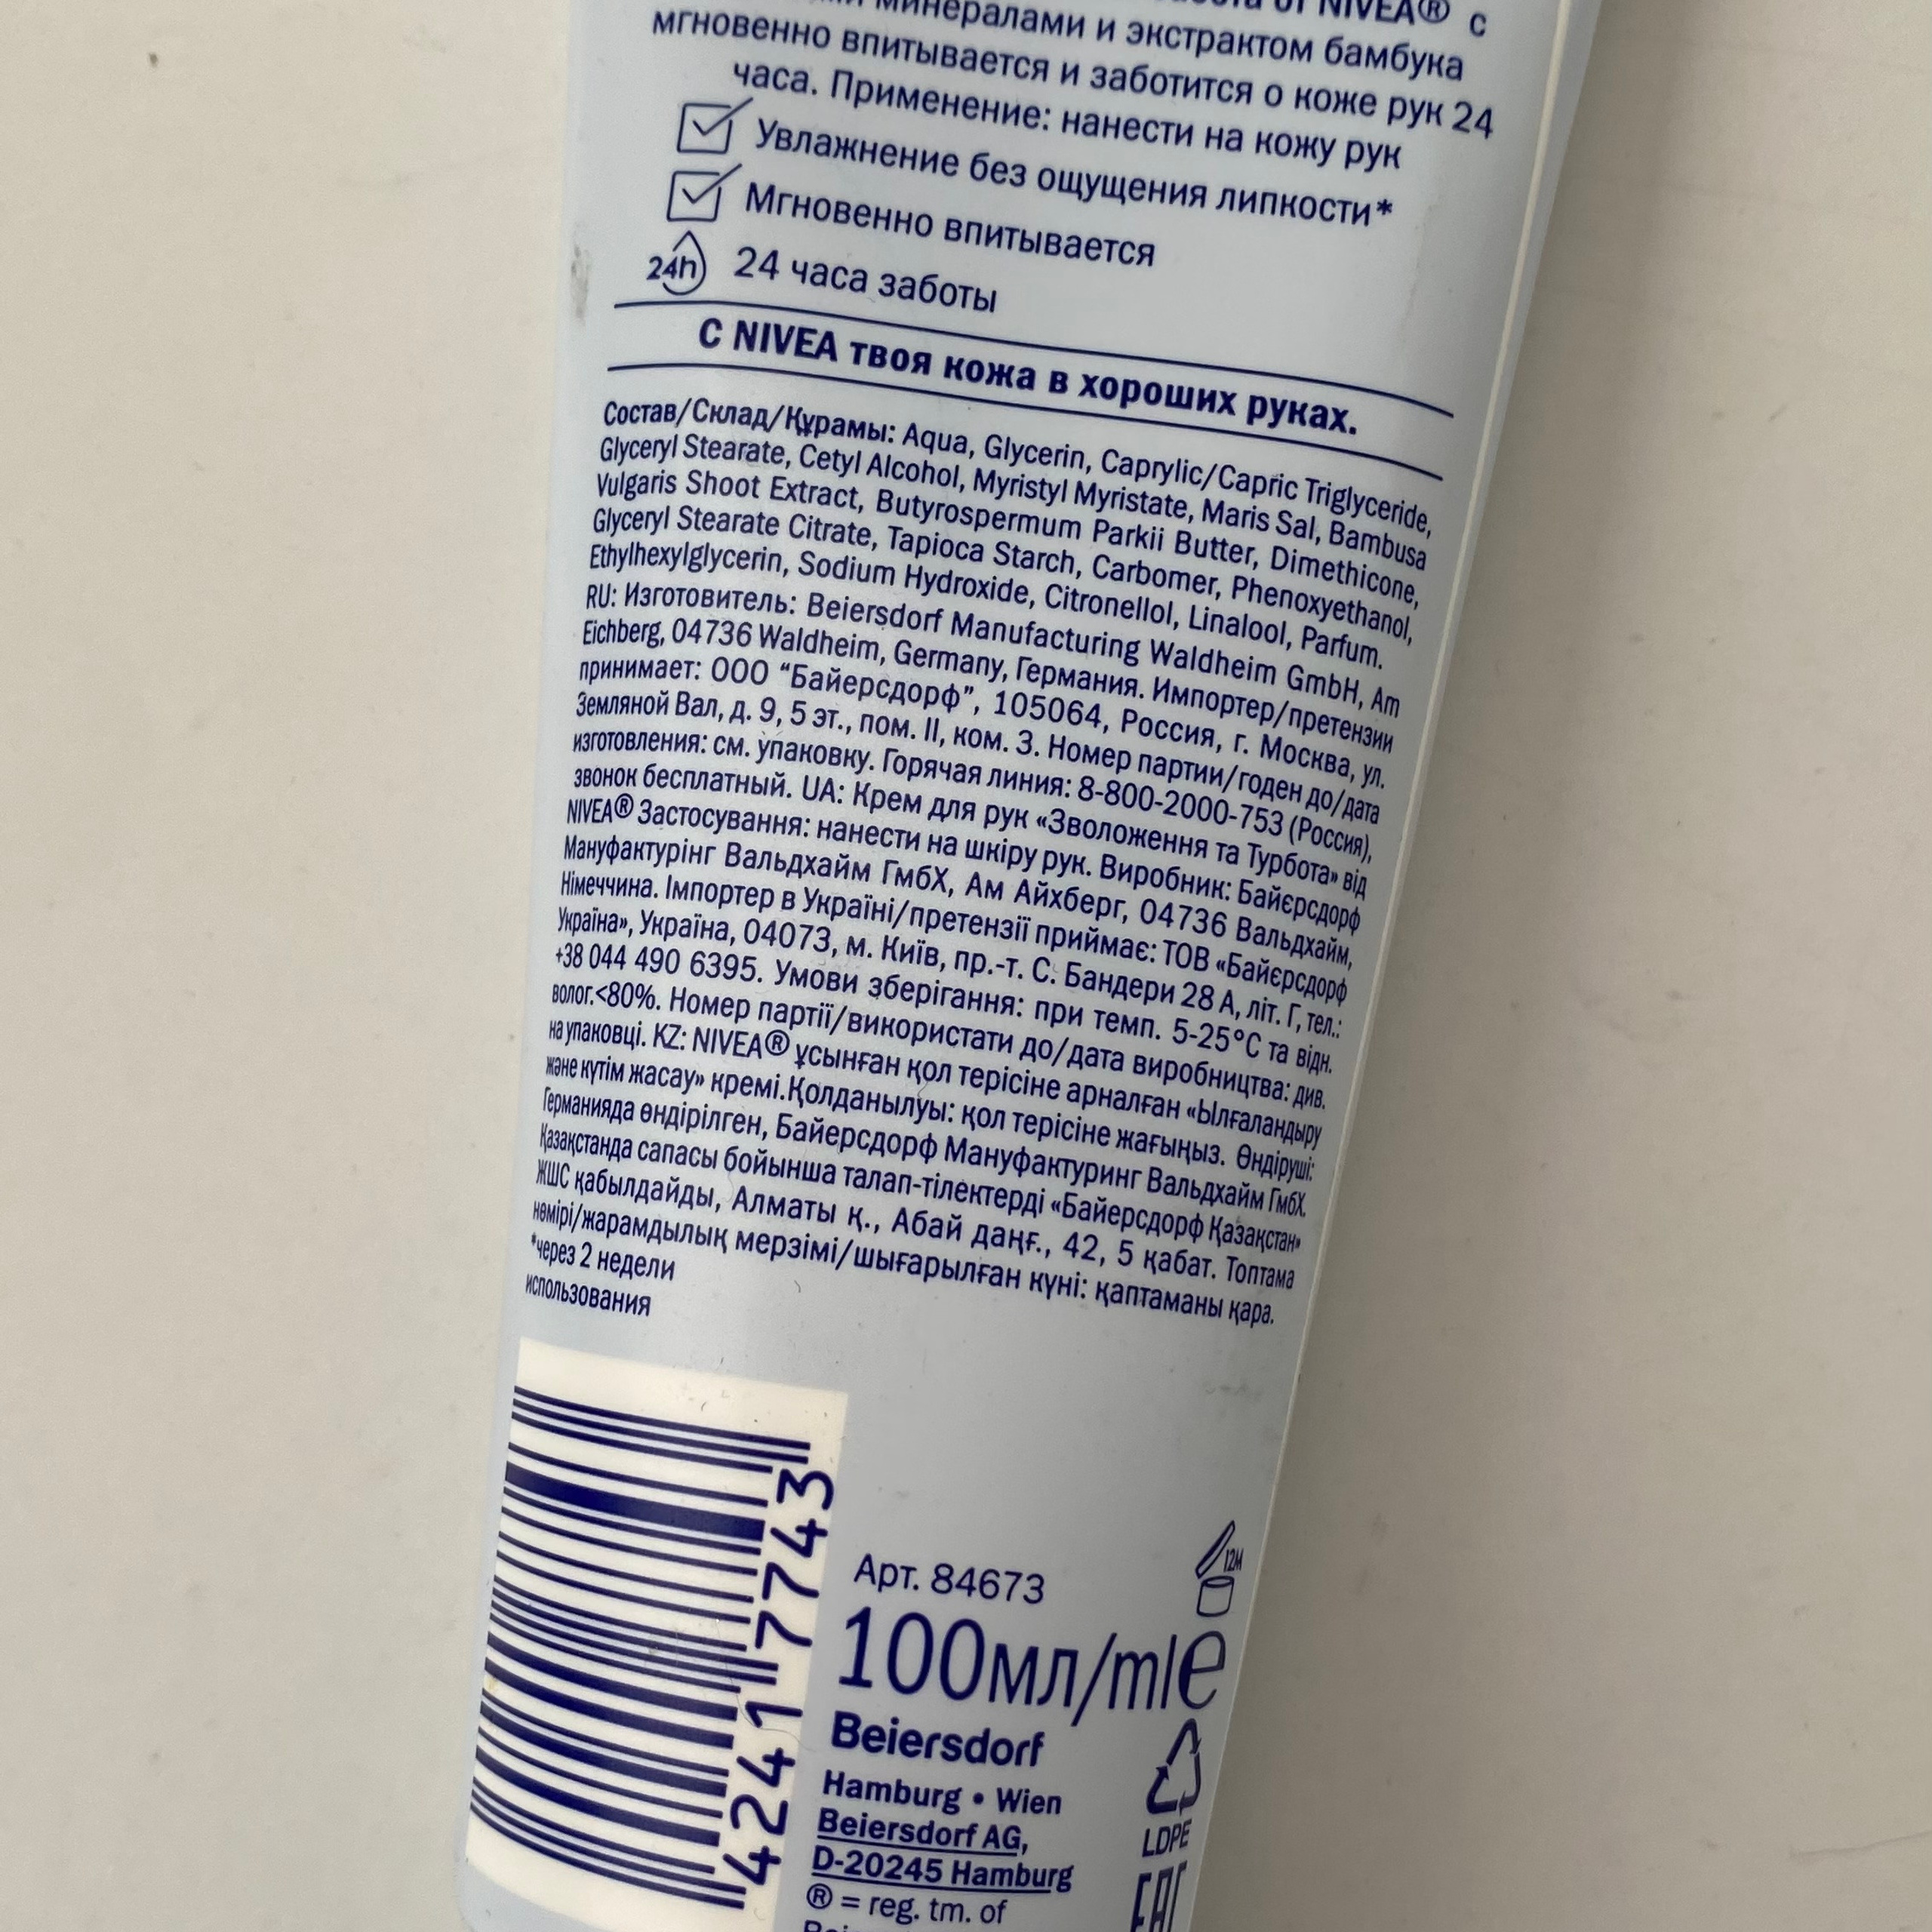 от NIVEA® с
минералами и экстрактом бамбука
мгновенно впитывается и заботится о коже рук 24
часа. Применение: нанести на кожу рук
Увлажнение без ощущения липкости*
Мгновенно впитывается
24h 24 часа заботы
С NIVEA твоя кожа в хороших руках.
Состав/Склад/Құрамы: Aqua, Glycerin, Caprylic/Capric Triglyceride,
Glyceryl Stearate, Cetyl Alcohol, Myristyl Myristate, Maris Sal, Bambusa
Vulgaris Shoot Extract, Butyrospermum Parkii Butter, Dimethicone,
Glyceryl Stearate Citrate, Tapioca Starch, Carbomer, Phenoxyethanol,
Ethylhexylglycerin, Sodium Hydroxide, Citronellol, Linalool, Parfum.
RU: Изготовитель: Beiersdorf Manufacturing Waldheim GmbH, Am
Eichberg, 04736 Waldheim, Germany, Германия. Импортер/претензии
принимает: ООО “Байерсдорф”, 105064, Россия, г. Москва, ул.
Земляной Вал, д. 9, 5 эт., пом. II, ком. 3. Номер партии/годен до/дата
изготовления: см. упаковку. Горячая линия: 8-800-2000-753 (Россия),
звонок бесплатный. UA: Крем для рук «Зволоження та Турбота» від
NIVEA® Застосування: нанести на шкіру рук. Виробник: Байєрсдорф
Мануфактурінг Вальдхайм ГмбХ, Ам Айхберг, 04736 Вальдхайм,
Німеччина. Імпортер в Україні/претензії приймає: ТОВ «Байєрсдорф
Україна», Україна, 04073, м. Київ, пр.-т. С. Бандери 28 А, літ. Г, тел.:
+38 044 490 6395. Умови зберігання: при темп. 5-25°С та відн.
волог.<80%. Номер партії/використати до/дата виробництва: див.
на упаковці. KZ: NIVEA® ұсынған қол терісіне арналған «Ылғаландыру
және күтім жасау» кремі.Қолданылуы: қол терісіне жағыңыз. Өндіруші:
Германияда өндірілген, Байерсдорф Мануфактуринг Вальдхайм ГмбХ.
Қазақстанда сапасы бойынша талап-тілектерді «Байерсдорф Қазақстан»
ЖШС қабылдайды, Алматы қ., Абай даңғ., 42, 5 қабат. Топтама
нөмірі/жарамдылық мерзімі/шығарылған күні: қаптаманы қара.
*через 2 недели
использования
4241 7743
Арт. 84673
12M
100мл/ml e
Beiersdorf
Hamburg • Wien
Beiersdorf AG,
D-20245 Hamburg
® = reg. tm of
LDPE
EAC